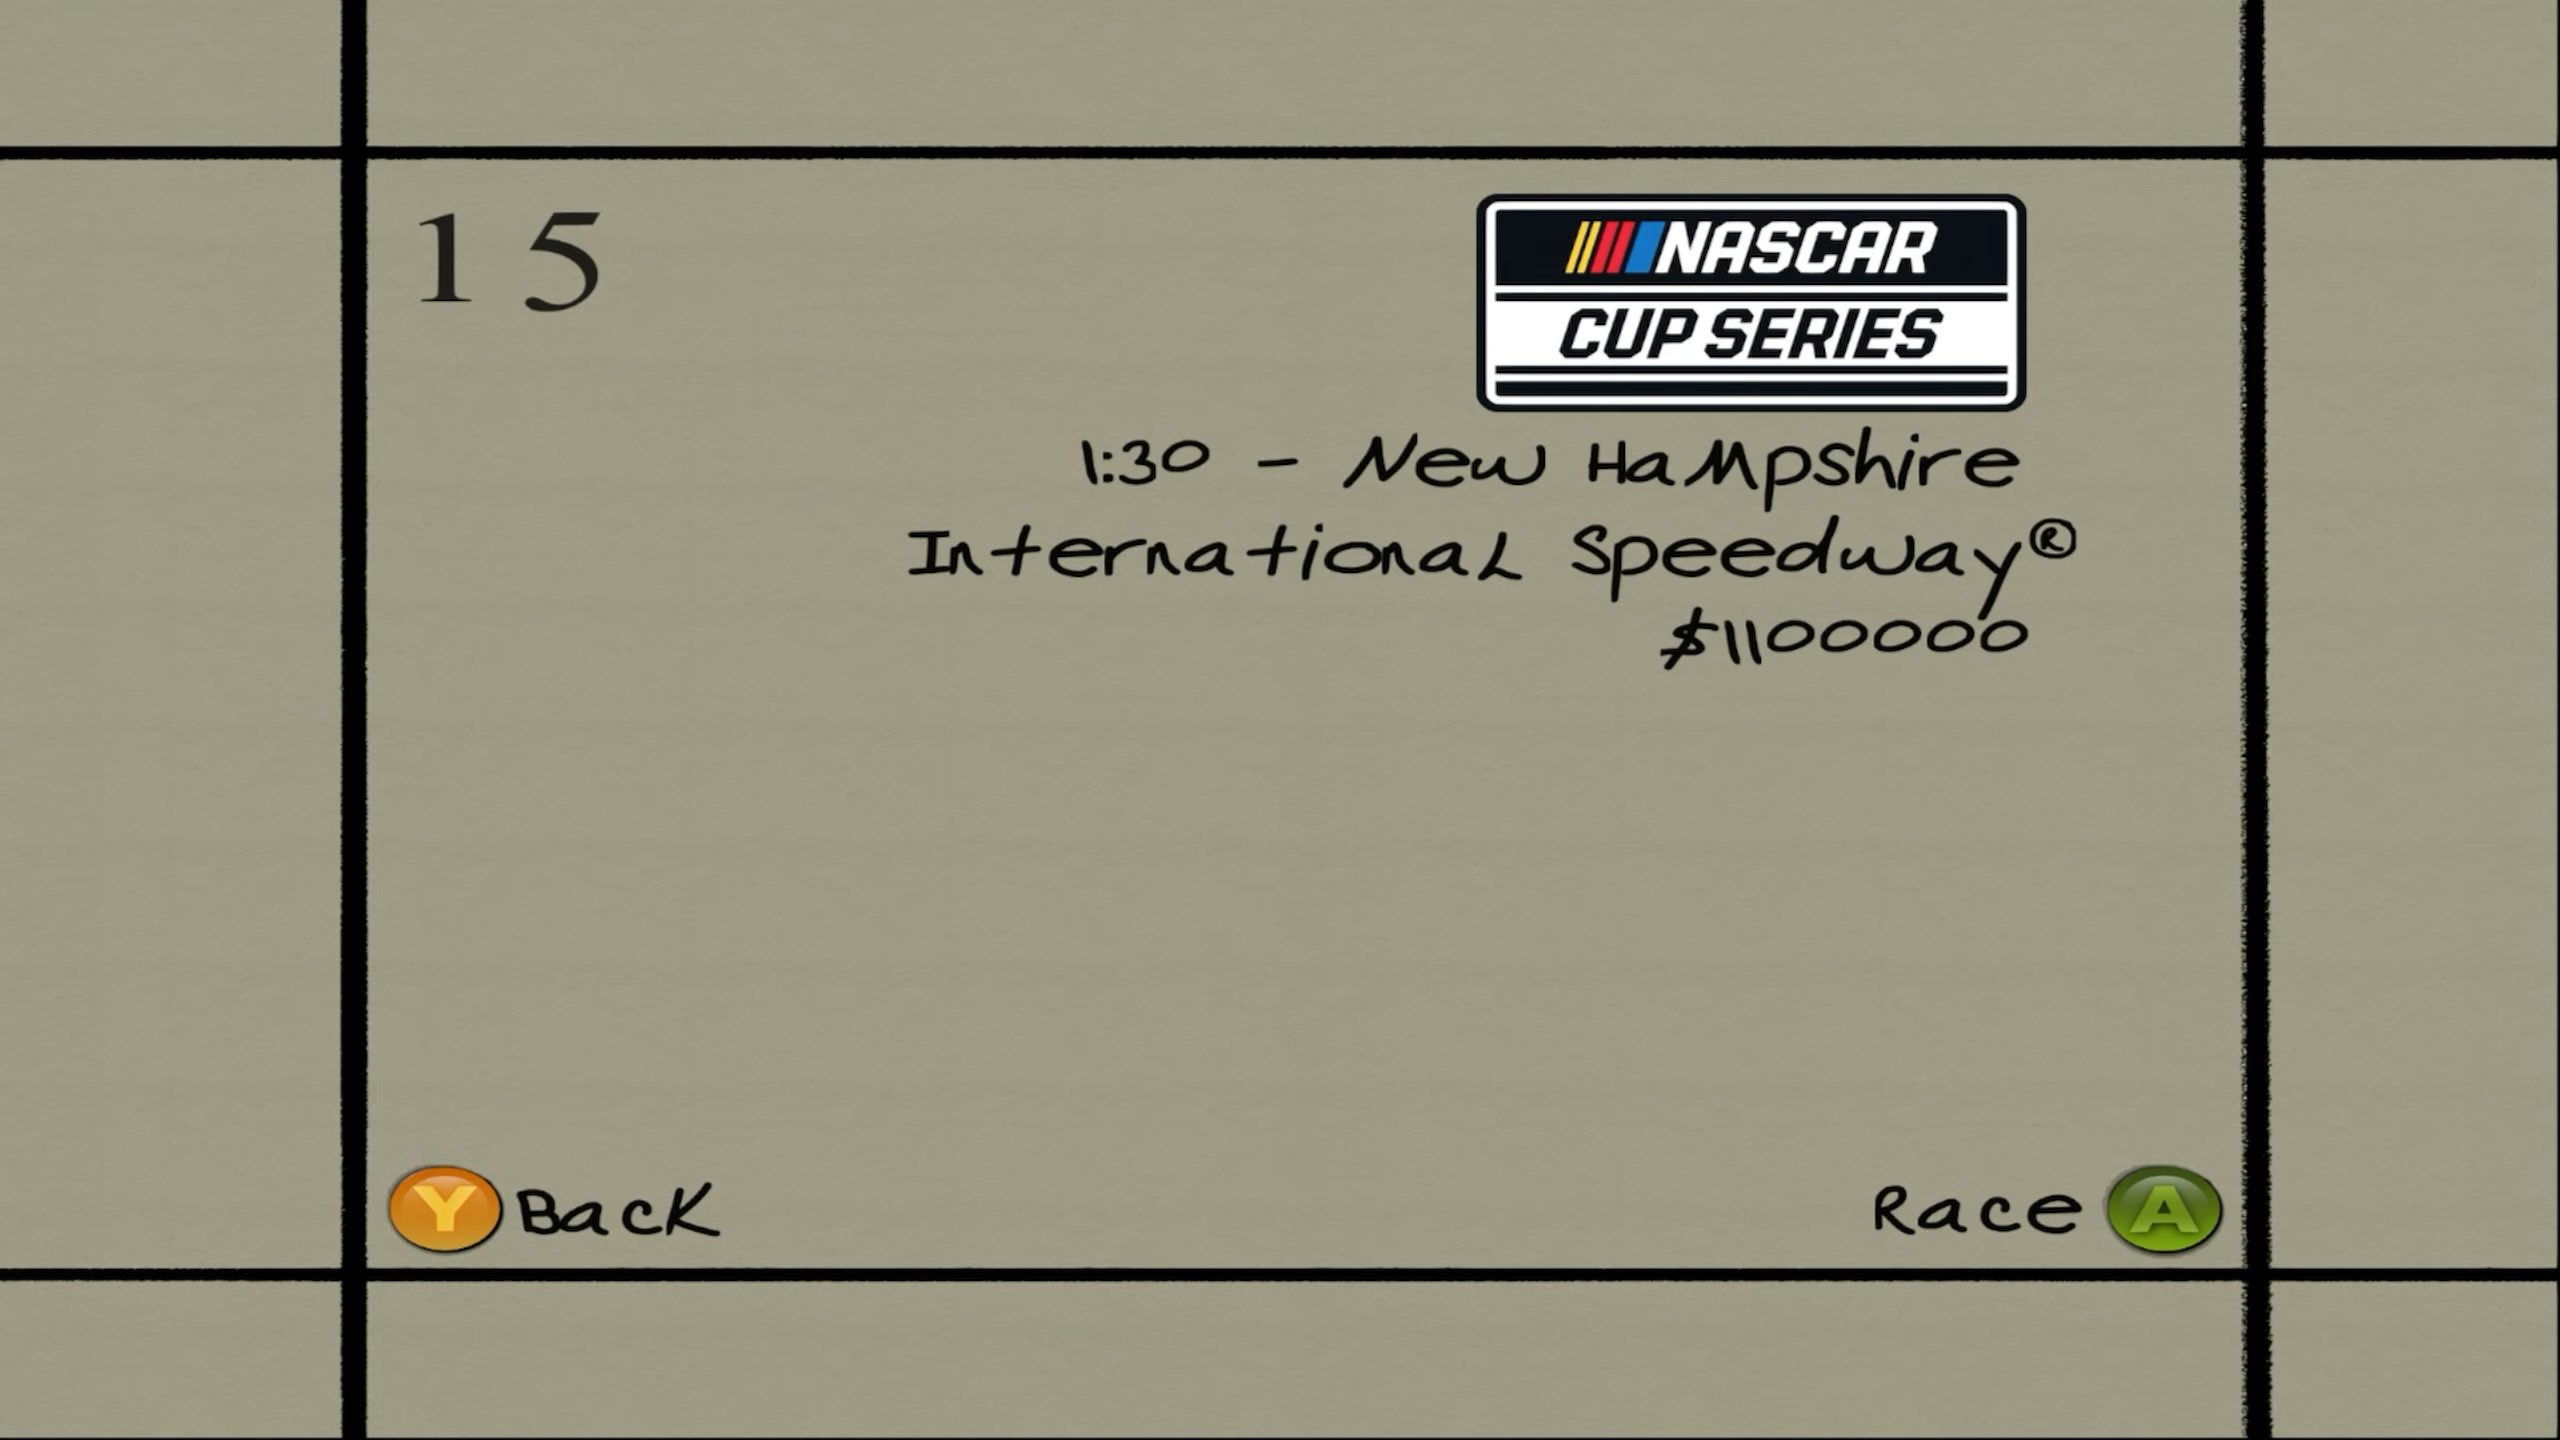 15
NASCAR
CUP SERIES
1:30 - New HaMpshire
InternationaL Speedway®
$1100000
Y BacK
Race A